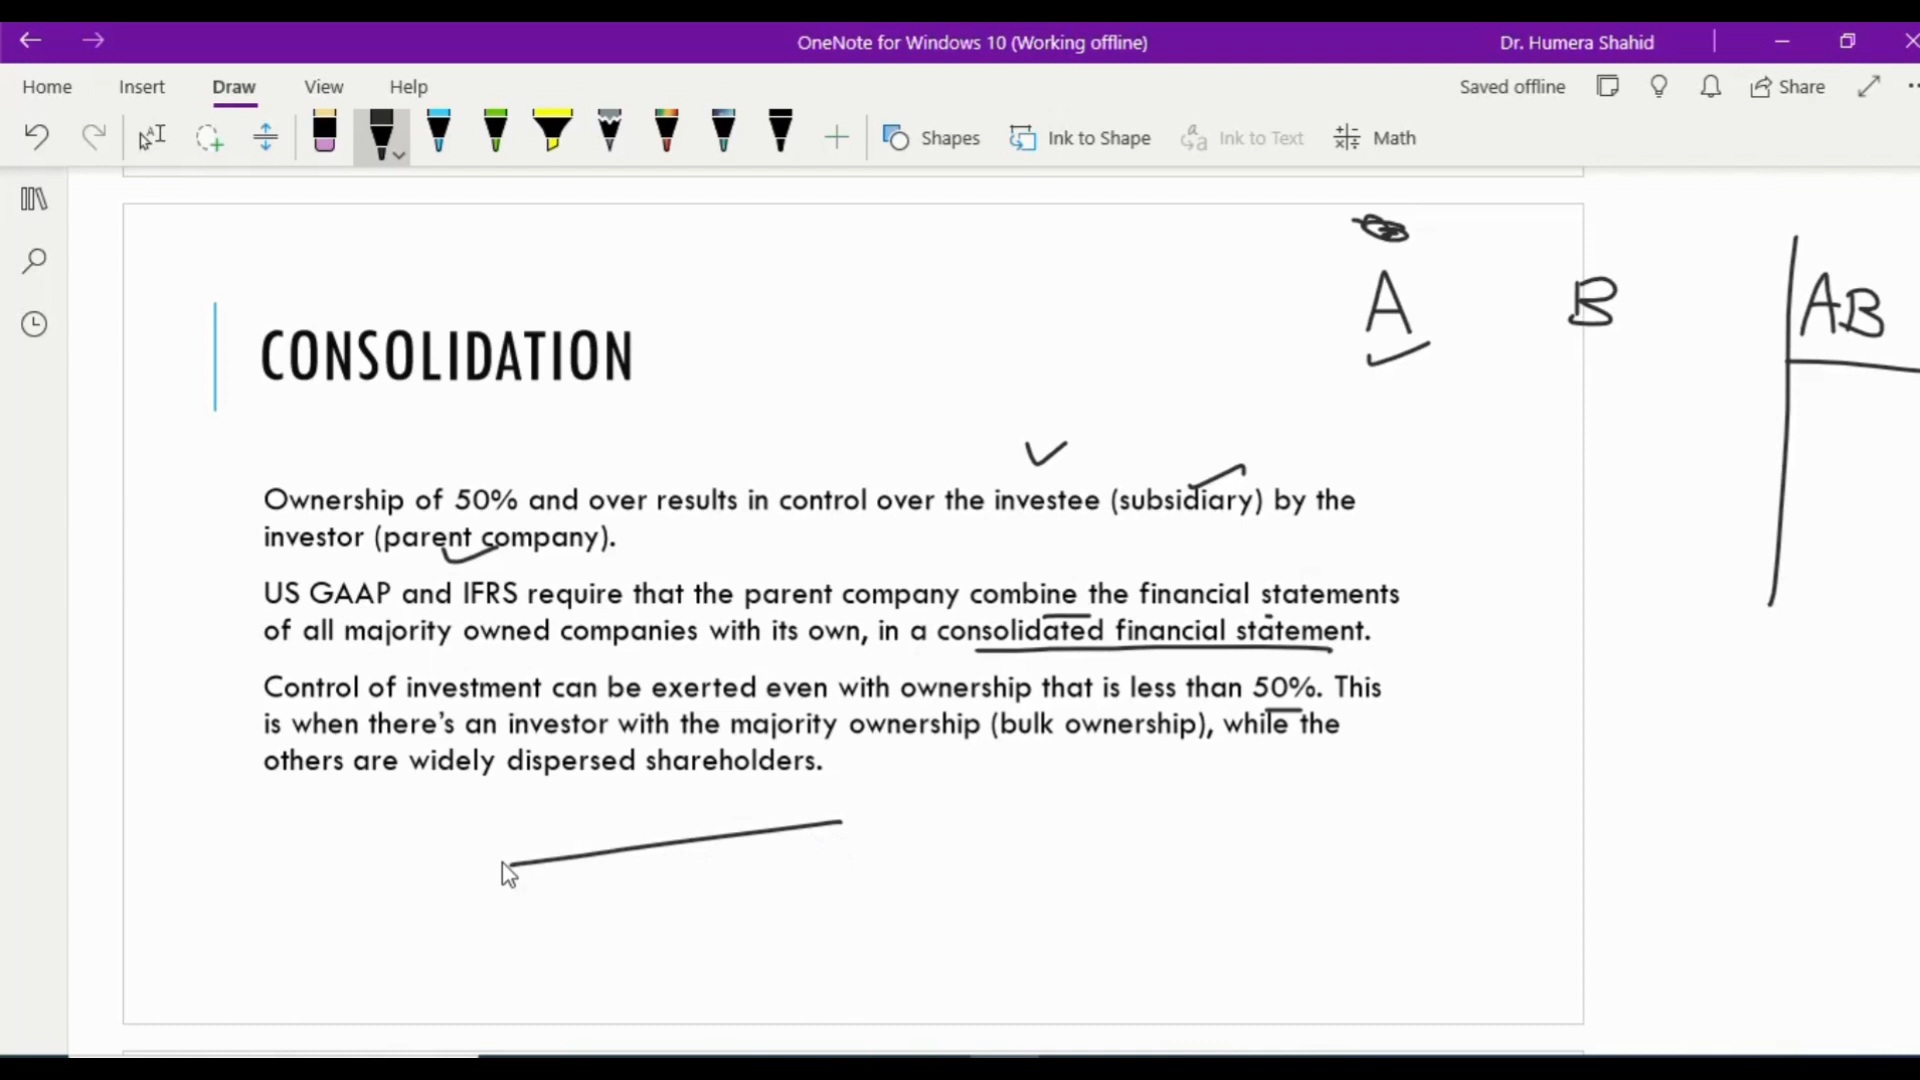 OneNote for Windows 10 (Working offline)
Dr. Humera Shahid
Home Insert Draw View Help
Saved offline
Share
Shapes
Ink to Shape
Ink to Text
Math
A B AB
CONSOLIDATION
Ownership of 50% and over results in control over the investee (subsidiary) by the
investor (parent company).
US GAAP and IFRS require that the parent company combine the financial statements
of all majority owned companies with its own, in a consolidated financial statement.
Control of investment can be exerted even with ownership that is less than 50%. This
is when there's an investor with the majority ownership (bulk ownership), while the
others are widely dispersed shareholders.